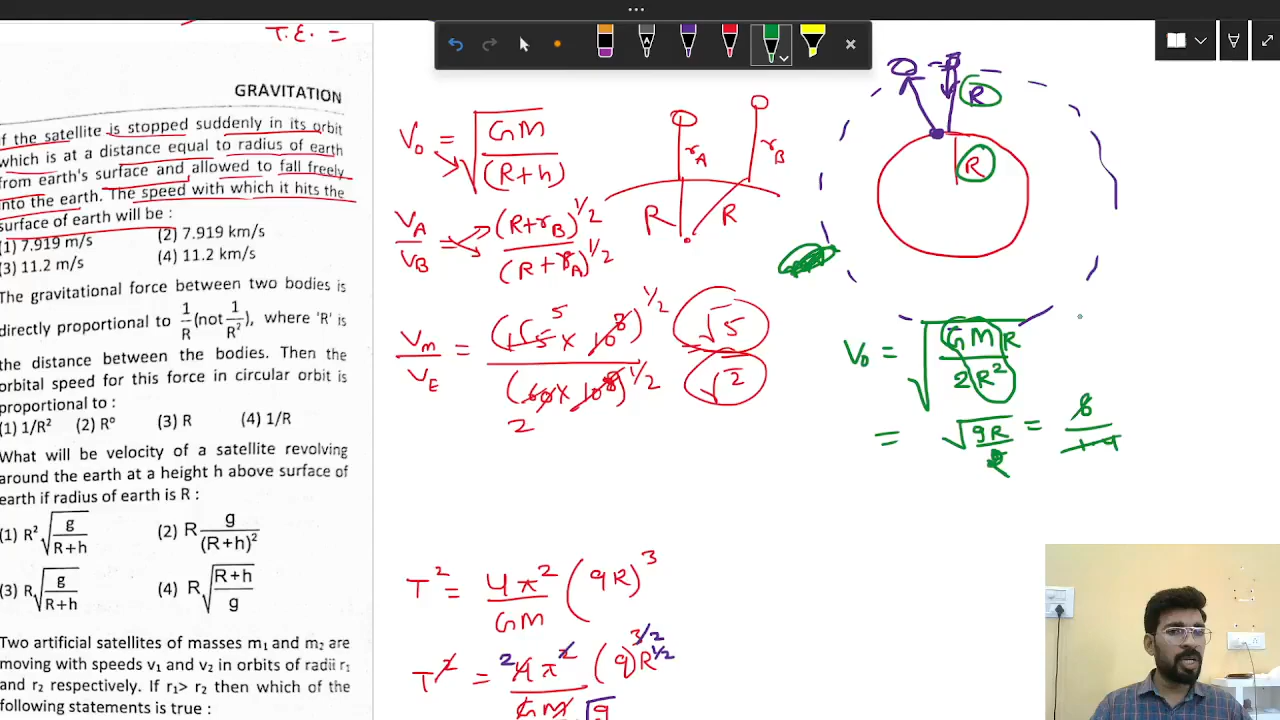 T.E. =
GRAVITATION
If the satellite is stopped suddenly in its orbit
which is at a distance equal to radius of earth
from earth's surface and allowed to fall freely
into the earth. The speed with which it hits the
surface of earth will be :
(1) 7.919 m/s (2) 7.919 km/s
(3) 11.2 m/s (4) 11.2 km/s
The gravitational force between two bodies is
directly proportional to 1/R (not 1/R²), where 'R' is
the distance between the bodies. Then the
orbital speed for this force in circular orbit is
proportional to :
(1) 1/R² (2) R⁰ (3) R (4) 1/R
What will be velocity of a satellite revolving
around the earth at a height h above surface of
earth if radius of earth is R :
(1) R² √(g/(R+h)) (2) R g/(R+h)²
(3) R √(g/(R+h)) (4) R √((R+h)/g)
Two artificial satellites of masses m₁ and m₂ are
moving with speeds v₁ and v₂ in orbits of radii r₁
and r₂ respectively. If r₁> r₂ then which of the
following statements is true :
V₀ = √(GM/(R+h))
V_A/V_B = (R+r_B)^1/2 / (R+r_A)^1/2
r_A r_B
R R
√5
√2
T² = 4π²/GM (9R)³
R
R
V₀ = √(GMR/2R²)
= √(gR/2) =